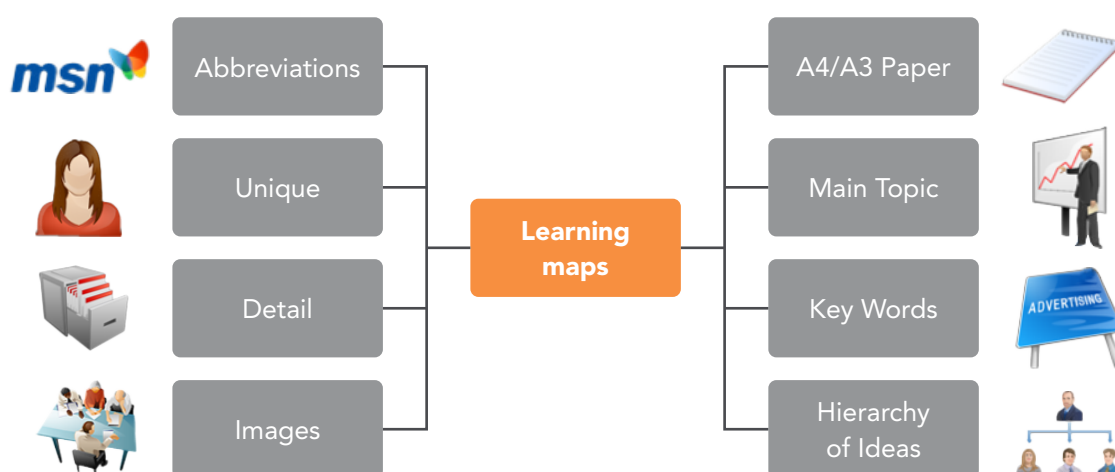 msn
Abbreviations
Unique
Detail
Images
Learning
maps
A4/A3 Paper
Main Topic
Key Words
ADVERTISING
Hierarchy
of Ideas